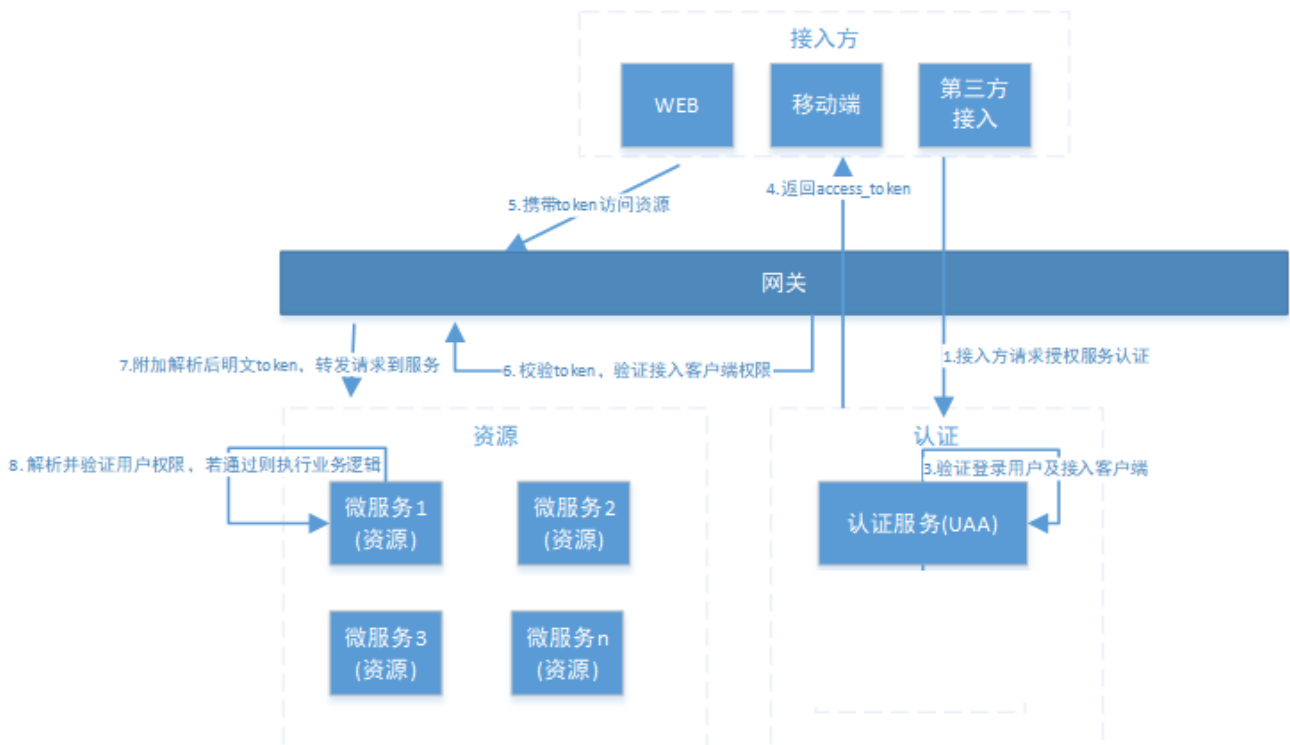 接入方
WEB
移动端
第三方
接入
4.返回access_token
5.携带token访问资源
网关
1.接入方请求授权服务认证
7.附加解析后明文token，转发请求到服务
6.校验token，验证接入客户端权限
资源
认证
8.解析并验证用户权限，若通过则执行业务逻辑
3.验证登录用户及接入客户端
微服务1
(资源)
微服务2
(资源)
认证服务(UAA)
微服务3
(资源)
微服务n
(资源)